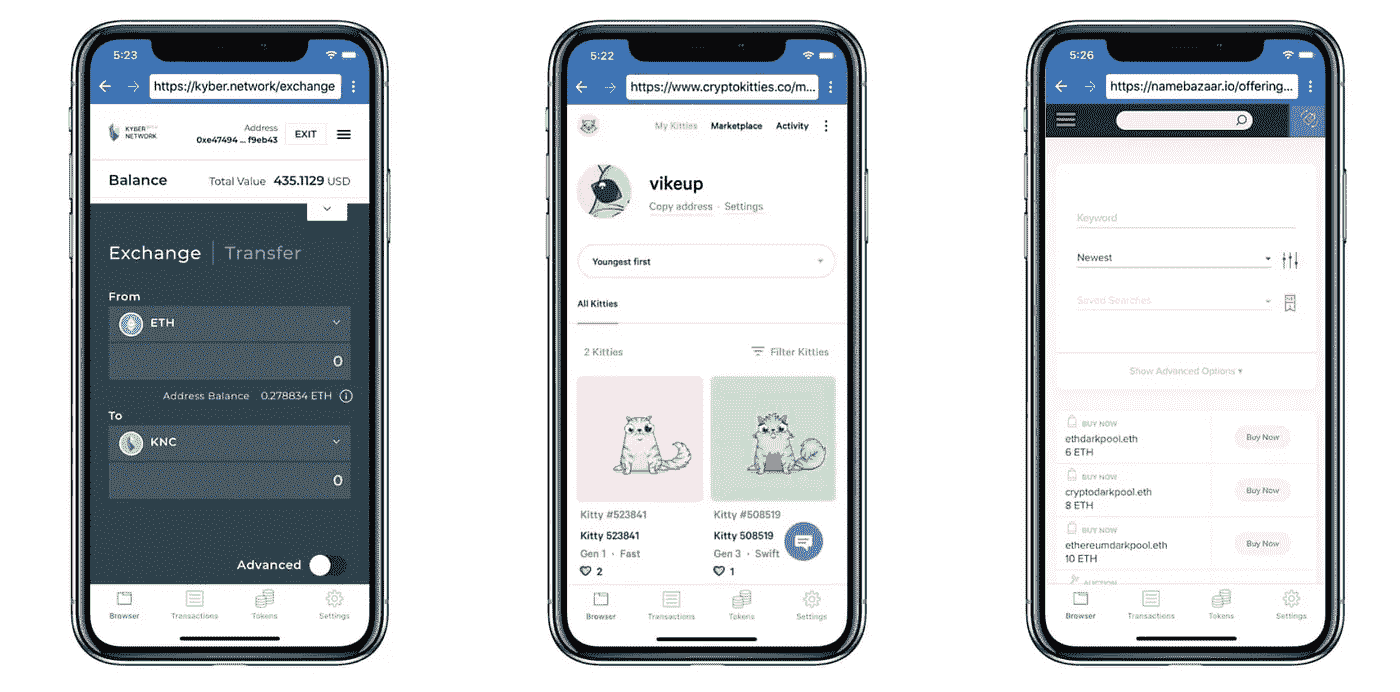 5:23
https://kyber.network/exchange
KYBER
NETWORK
Address
0xe47494 ... f9eb43
EXIT
Balance
Total Value 435.1129 USD
Exchange
Transfer
From
ETH
0
Address Balance 0.278834 ETH
To
KNC
0
Advanced
Browser
Transactions
Tokens
Settings
5:22
https://www.cryptokitties.co/m...
My Kitties
Marketplace
Activity
vikeup
Copy address · Settings
Youngest first
All Kitties
2 Kitties
Filter Kitties
Kitty #523841
Kitty 523841
Gen 1 · Fast
2
Kitty #508519
Kitty 508519
Gen 3 · Swift
1
Browser
Transactions
Tokens
Settings
5:26
https://namebazaar.io/offering...
Keyword
Newest
Saved Searches
Show Advanced Options ▾
BUY NOW
ethdarkpool.eth
6 ETH
Buy Now
BUY NOW
cryptodarkpool.eth
8 ETH
Buy Now
BUY NOW
ethereumdarkpool.eth
10 ETH
Buy Now
AUCTION
Browser
Transactions
Tokens
Settings